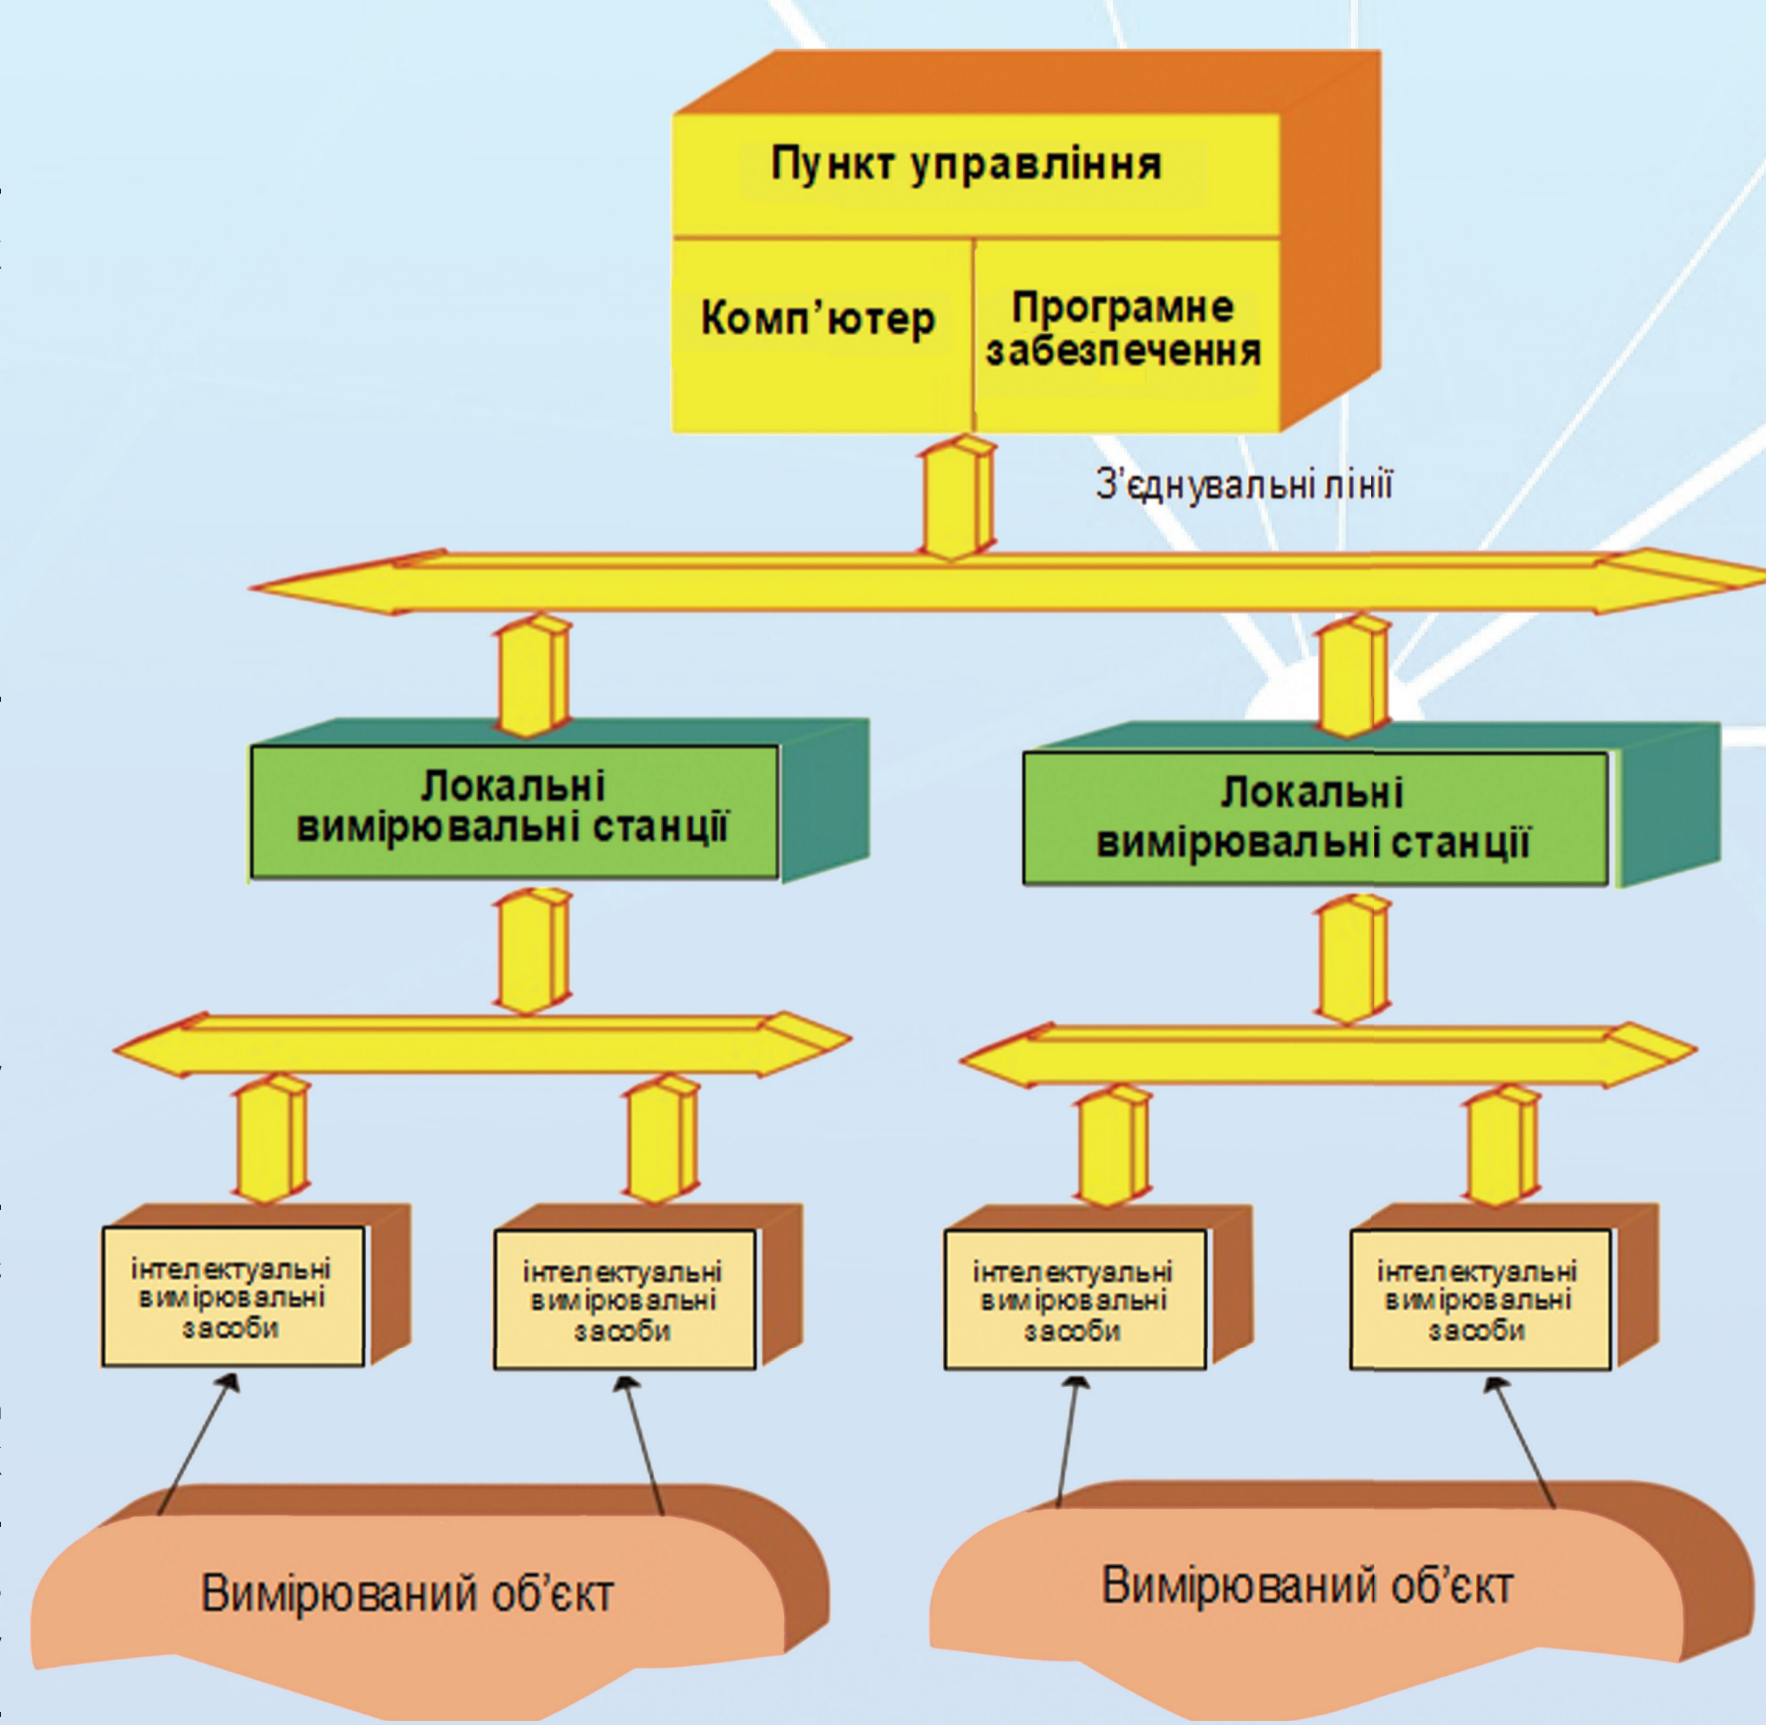 Пункт управління
Комп’ютер
Програмне
забезпечення
З’єднувальні лінії
Локальні
вимірювальні станції
Локальні
вимірювальні станції
інтелектуальні
вимірювальні
засоби
інтелектуальні
вимірювальні
засоби
інтелектуальні
вимірювальні
засоби
інтелектуальні
вимірювальні
засоби
Вимірюваний об’єкт
Вимірюваний об’єкт